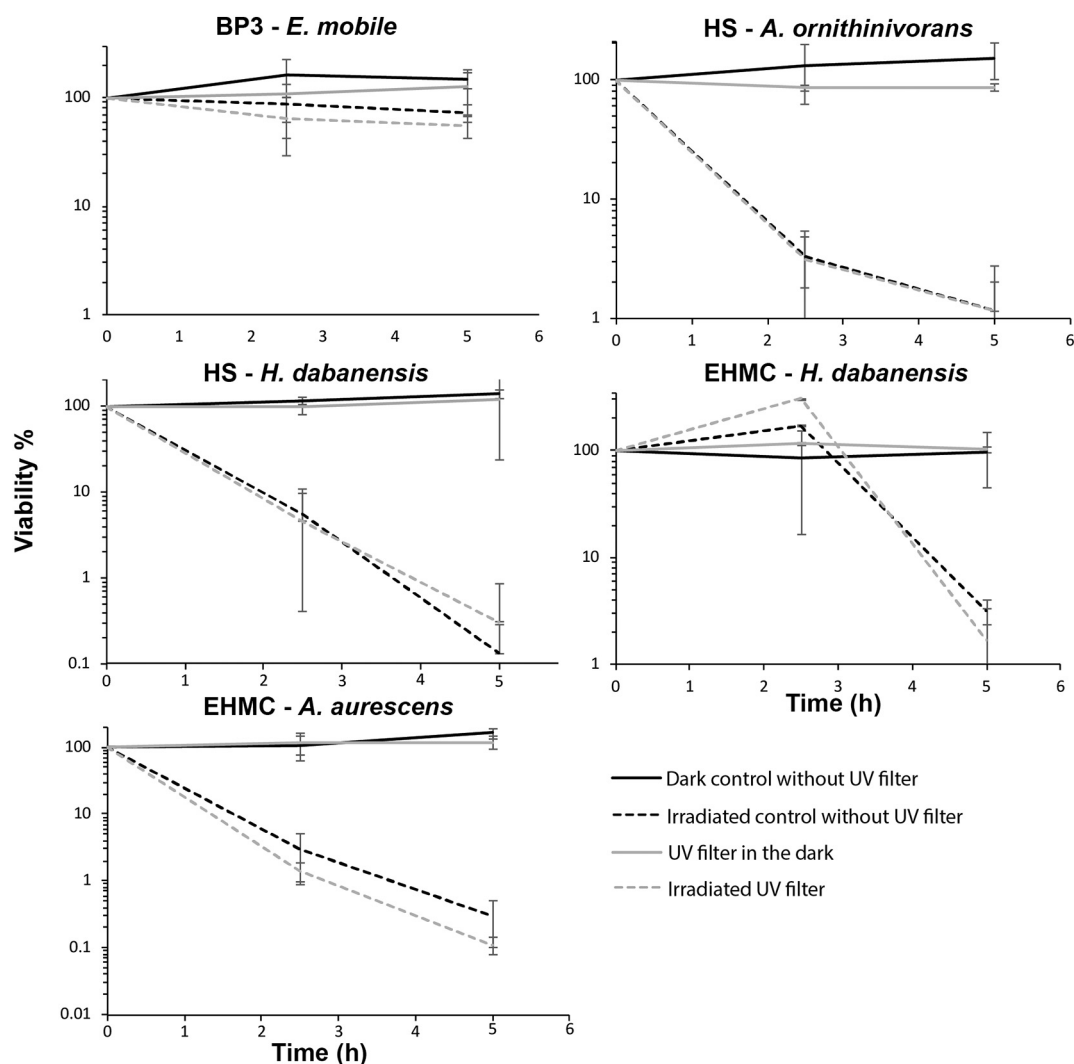 BP3 - E. mobile
100
10
1
0 1 2 3 4 5 6
HS - A. ornithinivorans
100
10
1
0 1 2 3 4 5 6
Viability %
HS - H. dabanensis
100
10
1
0.1
0 1 2 3 4 5
EHMC - H. dabanensis
100
10
1
0 1 2 3 4 5 6
Time (h)
EHMC - A. aurescens
100
10
1
0.1
0.01
0 1 2 3 4 5 6
Time (h)
Dark control without UV filter
Irradiated control without UV filter
UV filter in the dark
Irradiated UV filter